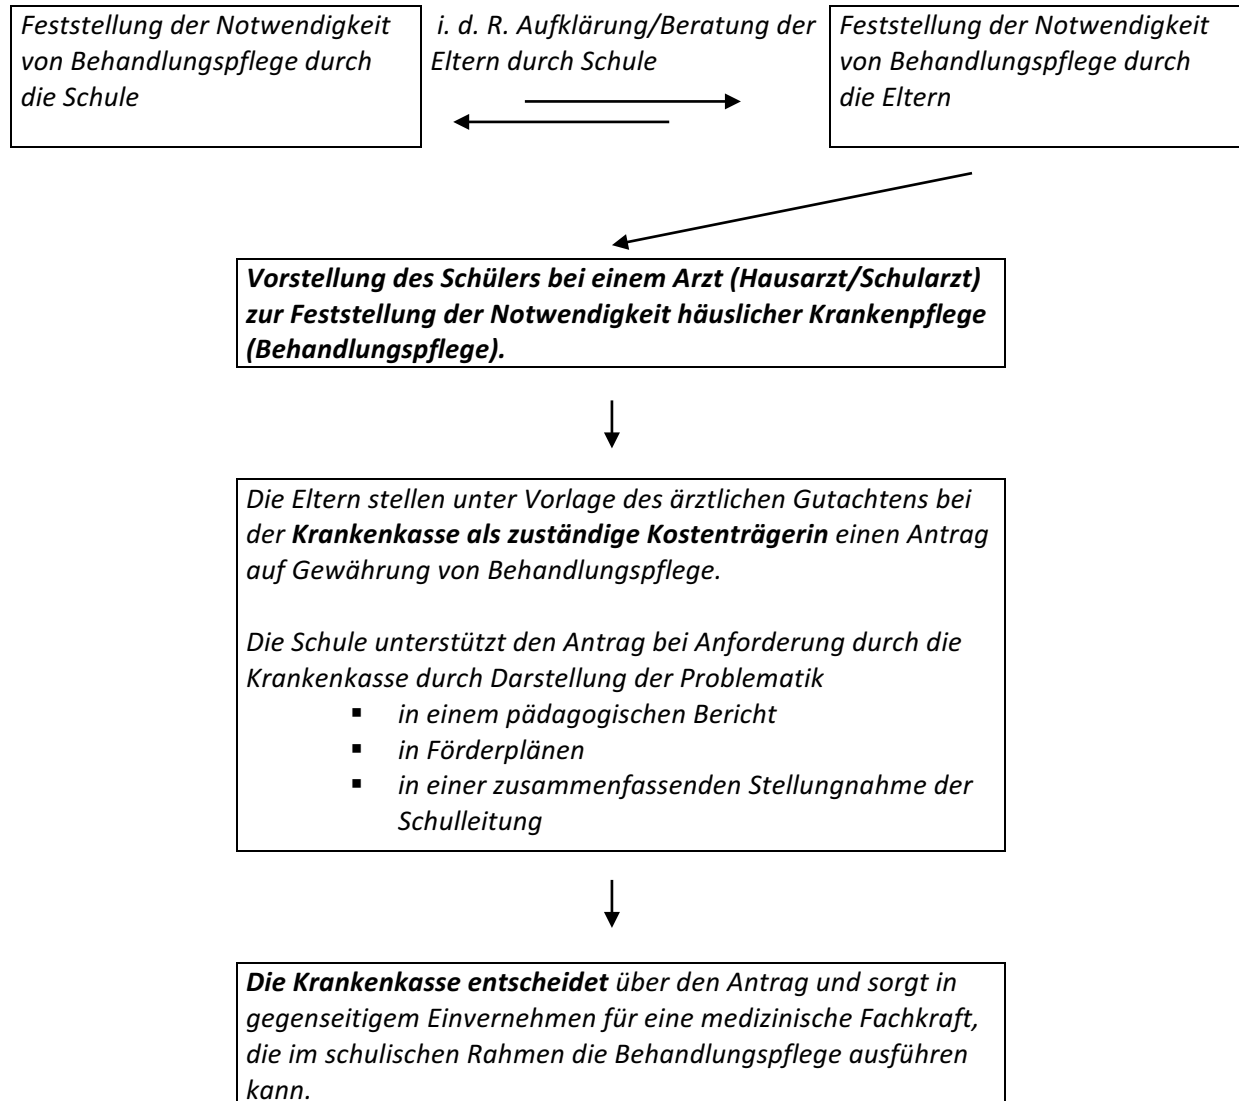 Feststellung der Notwendigkeit
von Behandlungspflege durch
die Schule
i. d. R. Aufklärung/Beratung der
Eltern durch Schule
Feststellung der Notwendigkeit
von Behandlungspflege durch
die Eltern
Vorstellung des Schülers bei einem Arzt (Hausarzt/Schularzt)
zur Feststellung der Notwendigkeit häuslicher Krankenpflege
(Behandlungspflege).
Die Eltern stellen unter Vorlage des ärztlichen Gutachtens bei
der Krankenkasse als zuständige Kostenträgerin einen Antrag
auf Gewährung von Behandlungspflege.
Die Schule unterstützt den Antrag bei Anforderung durch die
Krankenkasse durch Darstellung der Problematik
▪ in einem pädagogischen Bericht
▪ in Förderplänen
▪ in einer zusammenfassenden Stellungnahme der
Schulleitung
Die Krankenkasse entscheidet über den Antrag und sorgt in
gegenseitigem Einvernehmen für eine medizinische Fachkraft,
die im schulischen Rahmen die Behandlungspflege ausführen
kann.